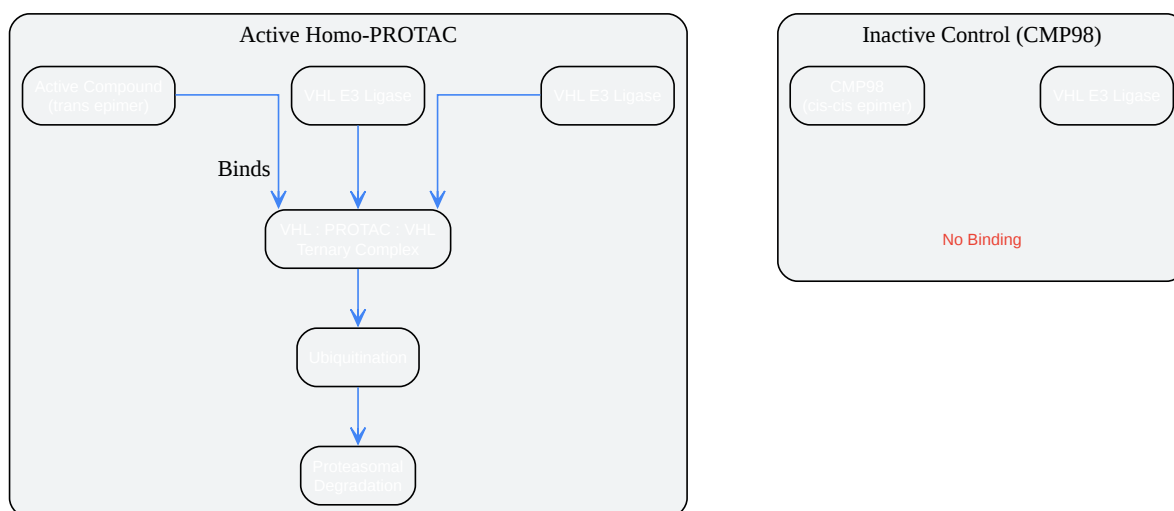 Active Homo-PROTAC
Active Compound
(trans epimer)
VHL E3 Ligase
VHL E3 Ligase
Binds
VHL PROTAC VHL
Ternary Complex
Ubiquitination
Proteasomal
Degradation
Inactive Control (CMP98)
CMP98
(cis-cis epimer)
VHL E3 Ligase
No Binding